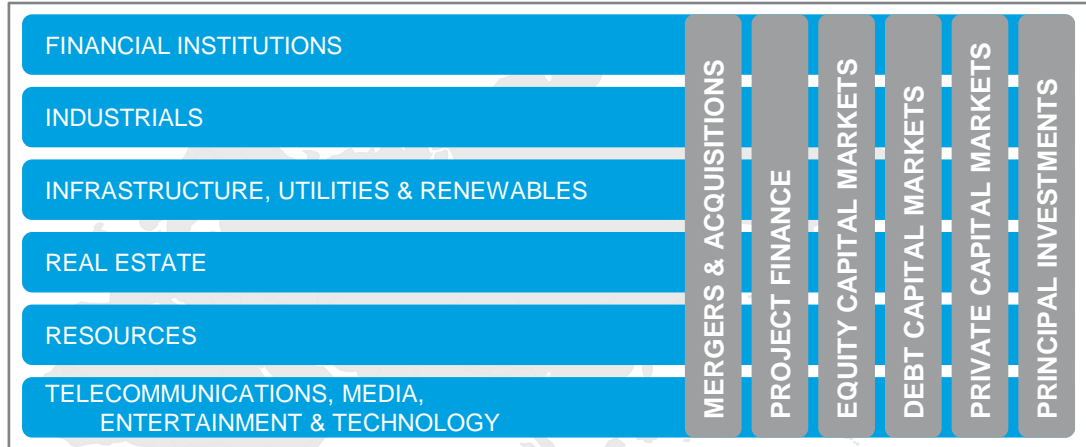 FINANCIAL INSTITUTIONS
INDUSTRIALS
INFRASTRUCTURE, UTILITIES & RENEWABLES
REAL ESTATE
RESOURCES
TELECOMMUNICATIONS, MEDIA,
ENTERTAINMENT & TECHNOLOGY
MERGERS & ACQUISITIONS
PROJECT FINANCE
EQUITY CAPITAL MARKETS
DEBT CAPITAL MARKETS
PRIVATE CAPITAL MARKETS
PRINCIPAL INVESTMENTS